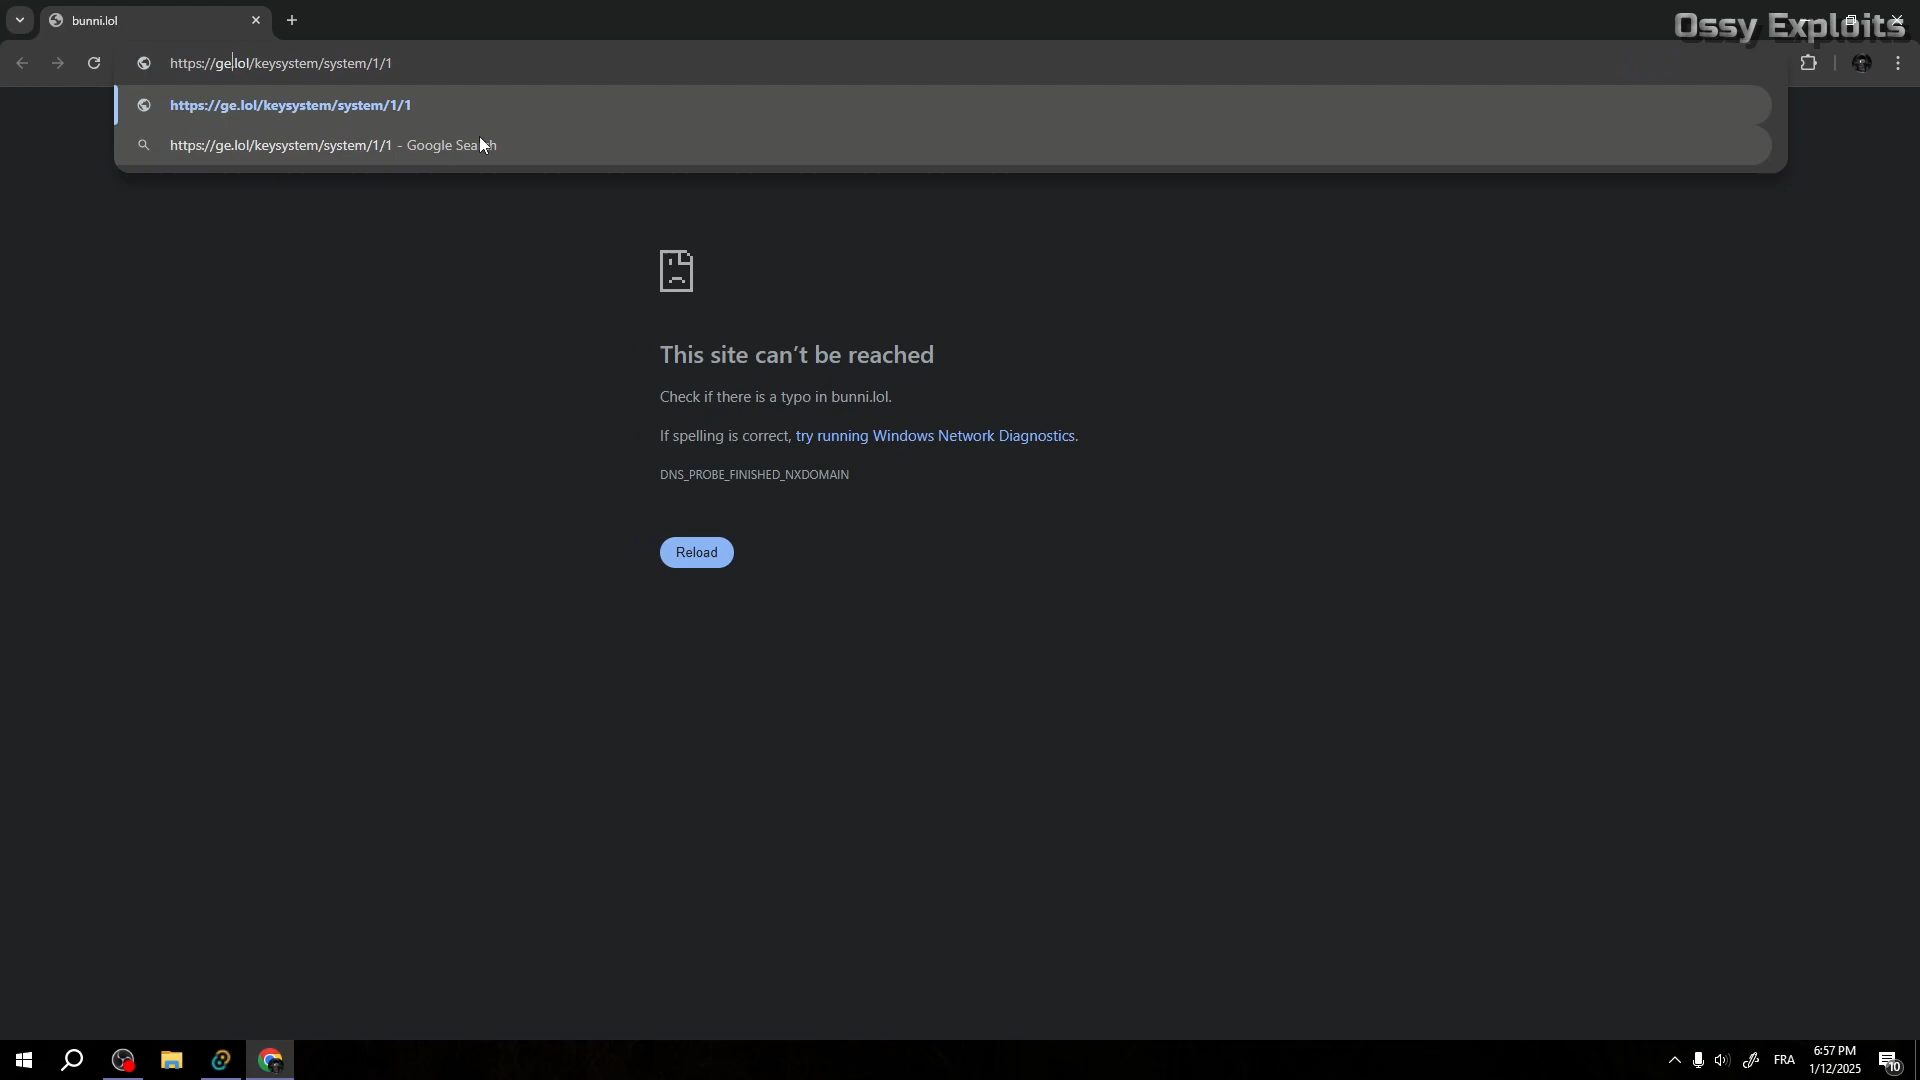 bunni.lol
Ossy Exploits
https://ge.lol/keysystem/system/1/1
https://ge.lol/keysystem/system/1/1
https://ge.lol/keysystem/system/1/1 - Google Search
This site can't be reached
Check if there is a typo in bunni.lol.
If spelling is correct, try running Windows Network Diagnostics.
DNS_PROBE_FINISHED_NXDOMAIN
Reload
FRA
6:57 PM
1/12/2025
10